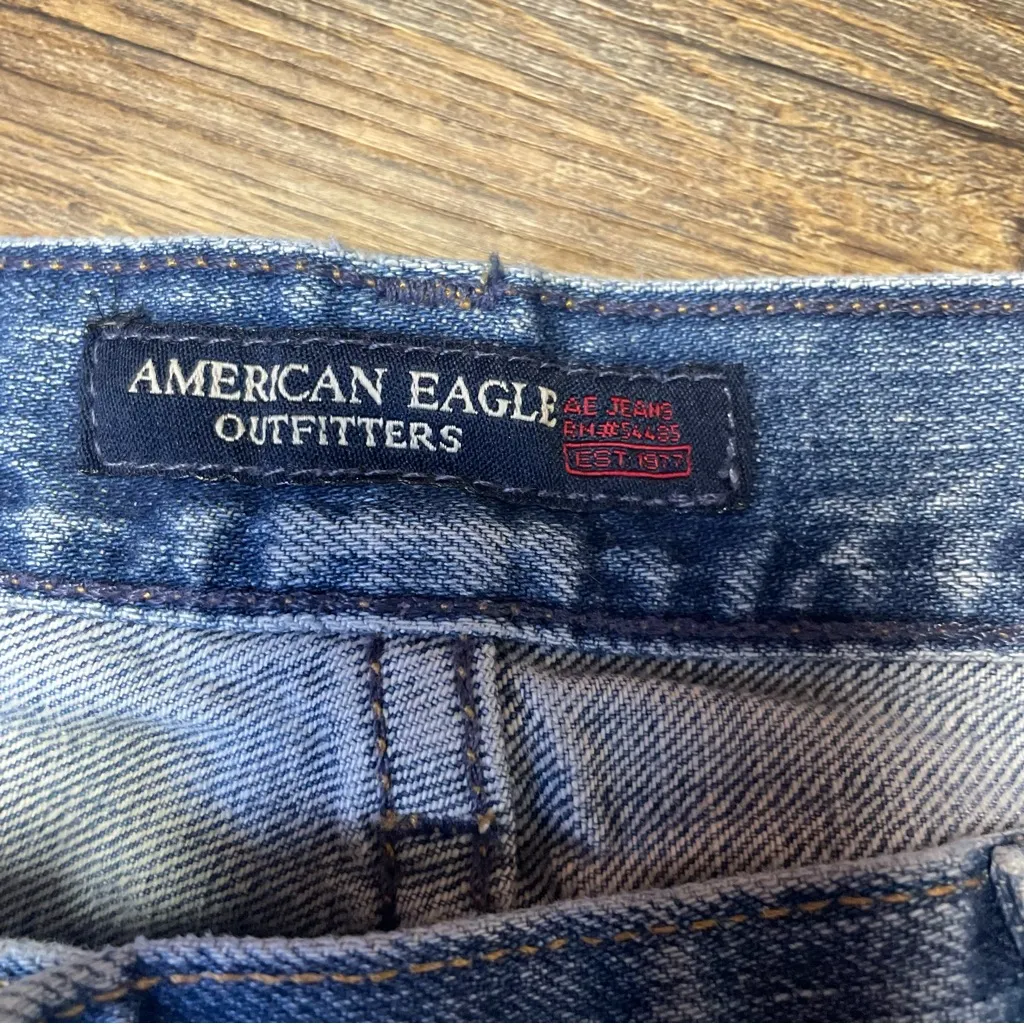 AMERICAN EAGLE
OUTFITTERS
AE JEANS
RN#54485
EST 1977